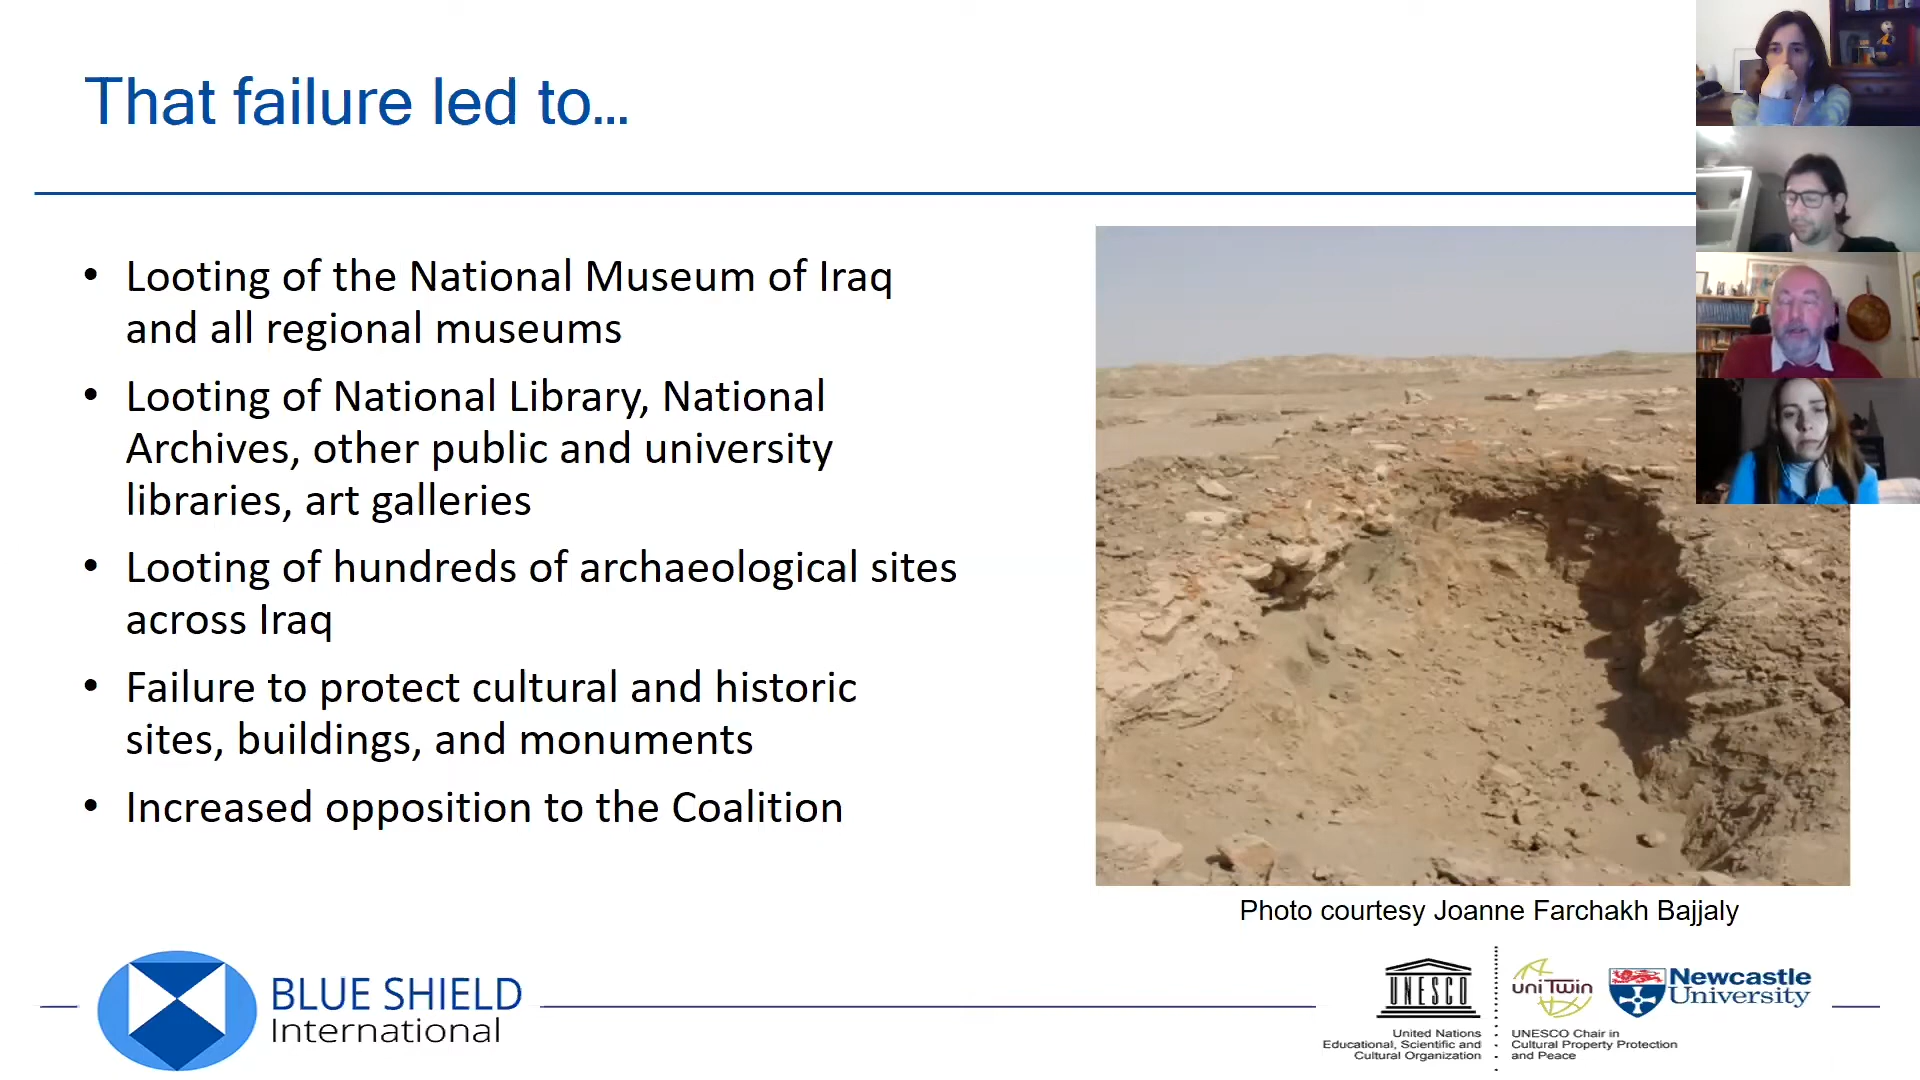 That failure led to...
• Looting of the National Museum of Iraq
and all regional museums
• Looting of National Library, National
Archives, other public and university
libraries, art galleries
• Looting of hundreds of archaeological sites
across Iraq
• Failure to protect cultural and historic
sites, buildings, and monuments
• Increased opposition to the Coalition
Photo courtesy Joanne Farchakh Bajjaly
BLUE SHIELD
International
UNESCO
United Nations
Educational, Scientific and
Cultural Organization
uniTwin
UNESCO Chair in
Cultural Property Protection
and Peace
Newcastle
University